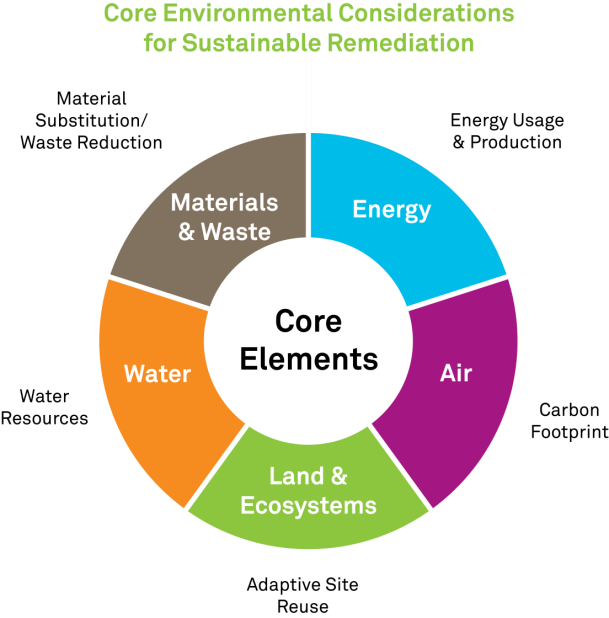 Core Environmental Considerations
for Sustainable Remediation
Material
Substitution/
Waste Reduction
Energy Usage
& Production
Materials
& Waste
Energy
Core
Elements
Water
Air
Water
Resources
Carbon
Footprint
Land &
Ecosystems
Adaptive Site
Reuse